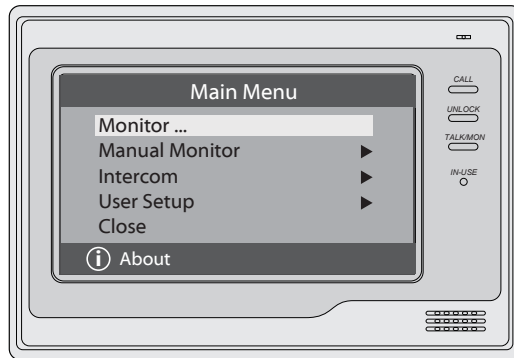 Main Menu
Monitor ...
Manual Monitor
Intercom
User Setup
Close
About
CALL
UNLOCK
TALK/MON
IN-USE